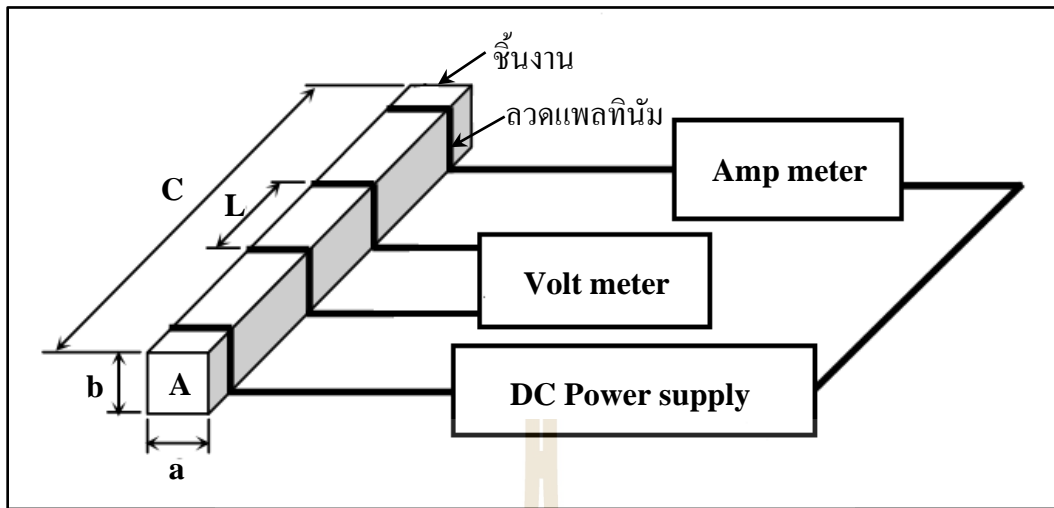 ชิ้นงาน
ลวดแพลทินัม
Amp meter
C
L
Volt meter
b
A
DC Power supply
a